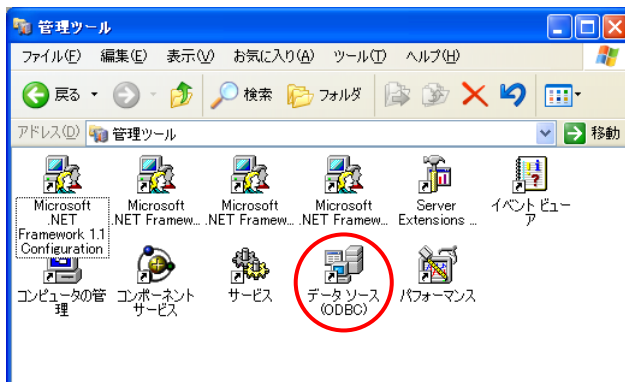 管理ツール
ファイル(F) 編集(E) 表示(V) お気に入り(A) ツール(T) ヘルプ(H)
戻る 検索 フォルダ
アドレス(D) 管理ツール 移動
Microsoft .NET Framework 1.1 Configuration
Microsoft .NET Framew...
Microsoft .NET Framew...
Microsoft .NET Framew...
Server Extensions ...
イベント ビューア
コンピュータの管理
コンポーネント サービス
サービス
データ ソース (ODBC)
パフォーマンス